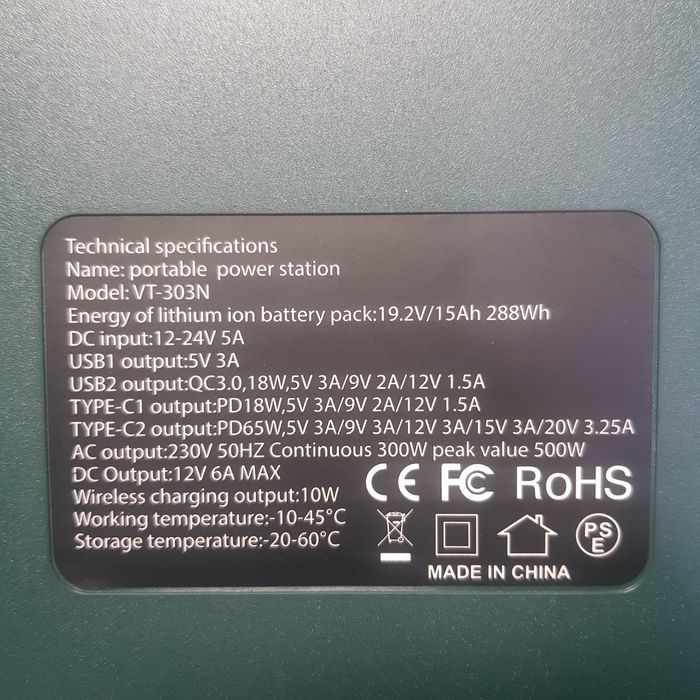 Technical specifications
Name: portable power station
Model: VT-303N
Energy of lithium ion battery pack:19.2V/15Ah 288Wh
DC input:12-24V 5A
USB1 output:5V 3A
USB2 output:QC3.0,18W,5V 3A/9V 2A/12V 1.5A
TYPE-C1 output:PD18W,5V 3A/9V 2A/12V 1.5A
TYPE-C2 output:PD65W,5V 3A/9V 3A/12V 3A/15V 3A/20V 3.25A
AC output:230V 50HZ Continuous 300W peak value 500W
DC Output:12V 6A MAX
Wireless charging output:10W
Working temperature:-10-45°C
Storage temperature:-20-60°C
CE FC RoHS
PS E
MADE IN CHINA